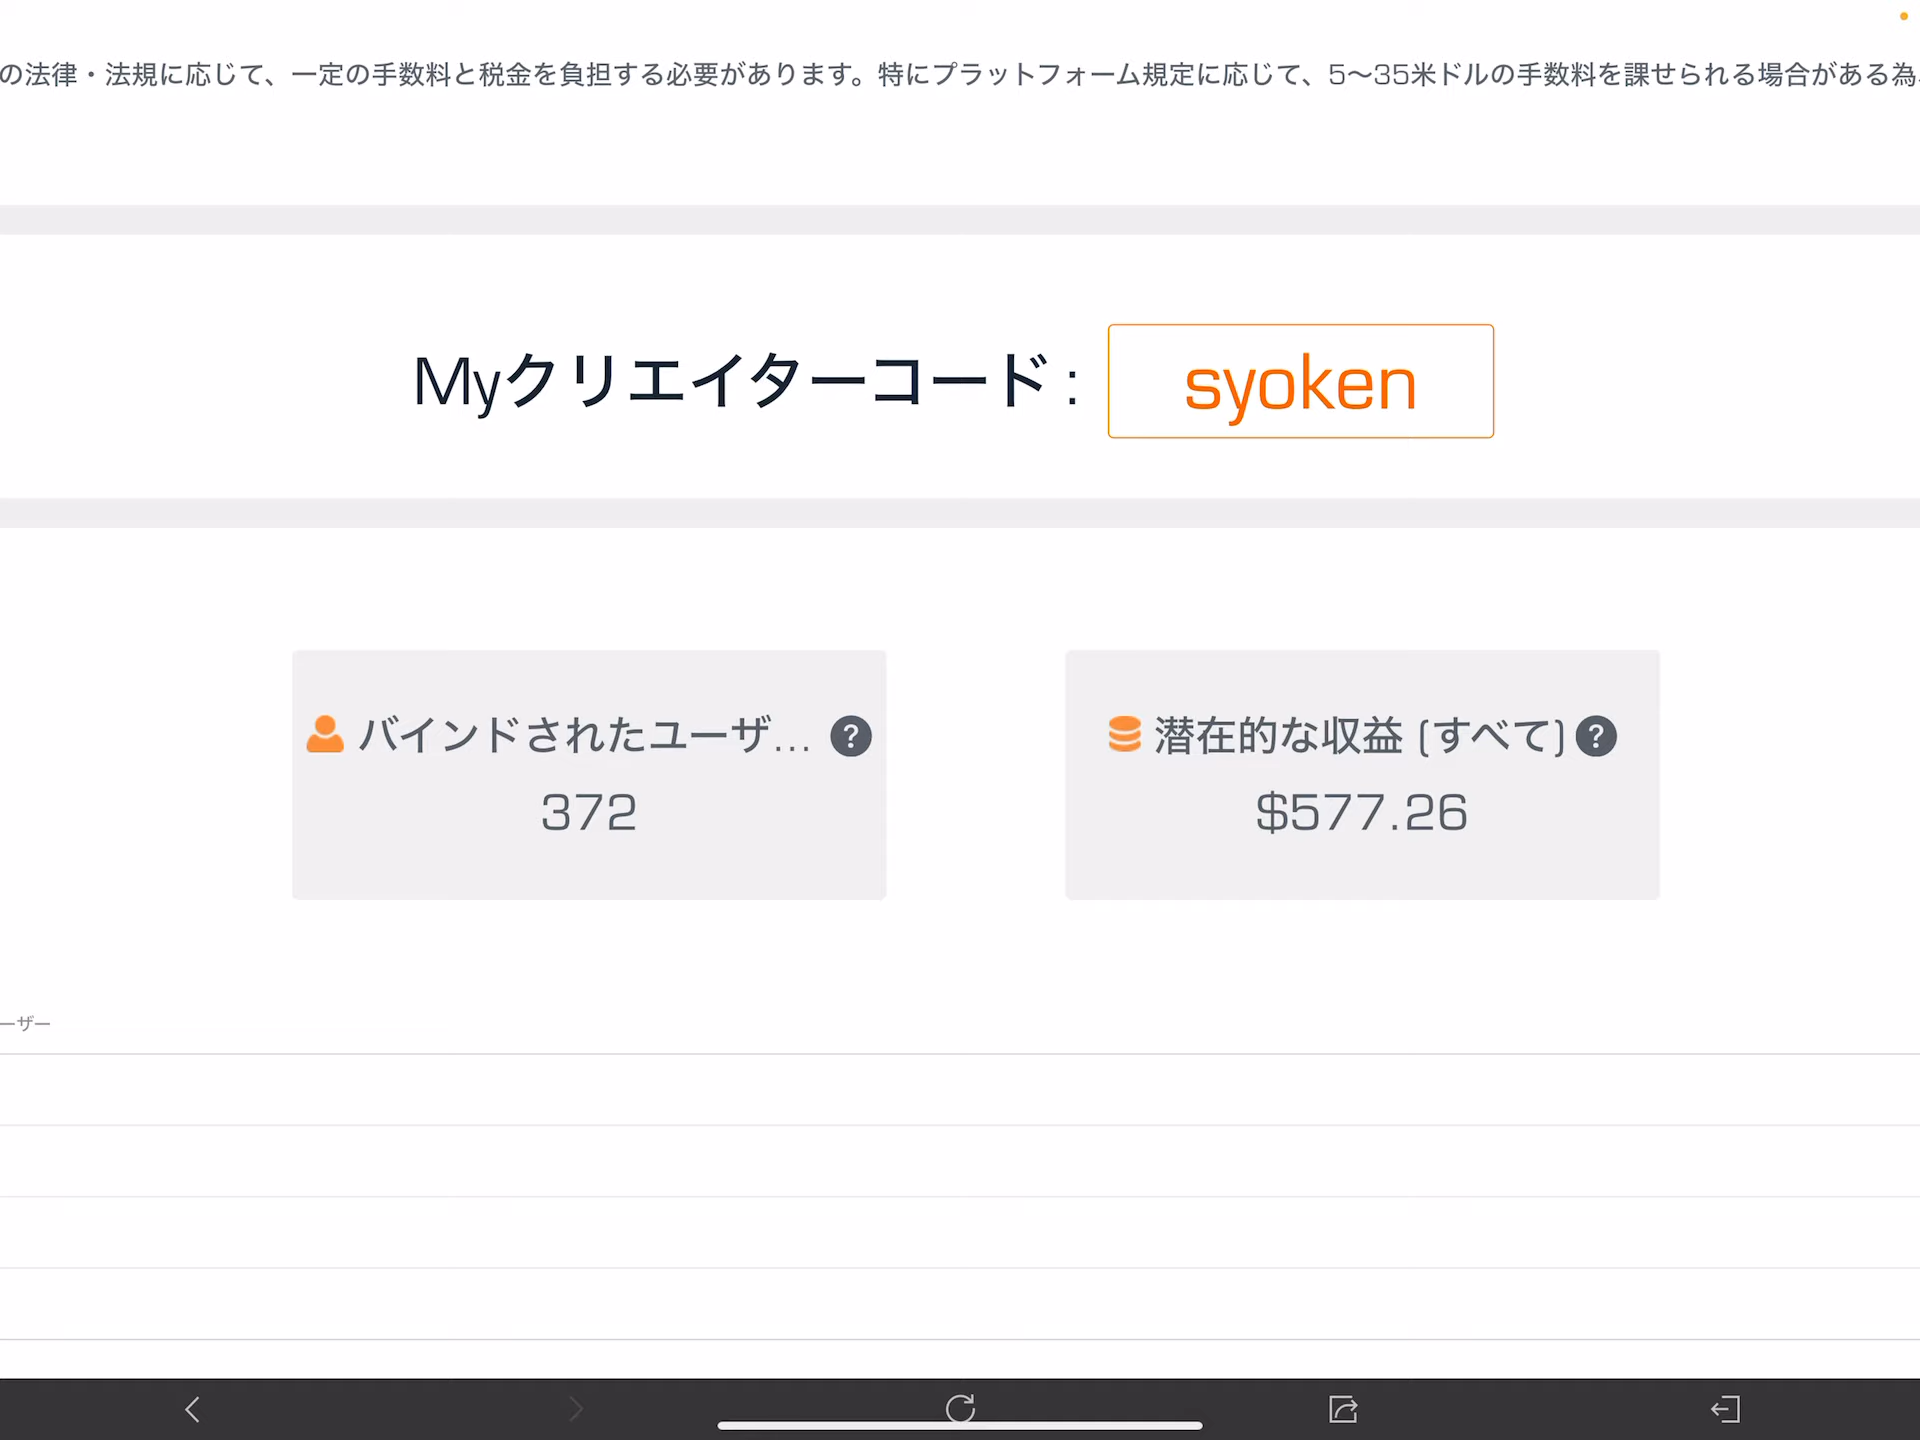 の法律・法規に応じて、一定の手数料と税金を負担する必要があります。特にプラットフォーム規定に応じて、5〜35米ドルの手数料を課せられる場合がある為、
Myクリエイターコード : syoken
バインドされたユーザ... ?
372
潜在的な収益 (すべて) ?
$577.26
ーザー